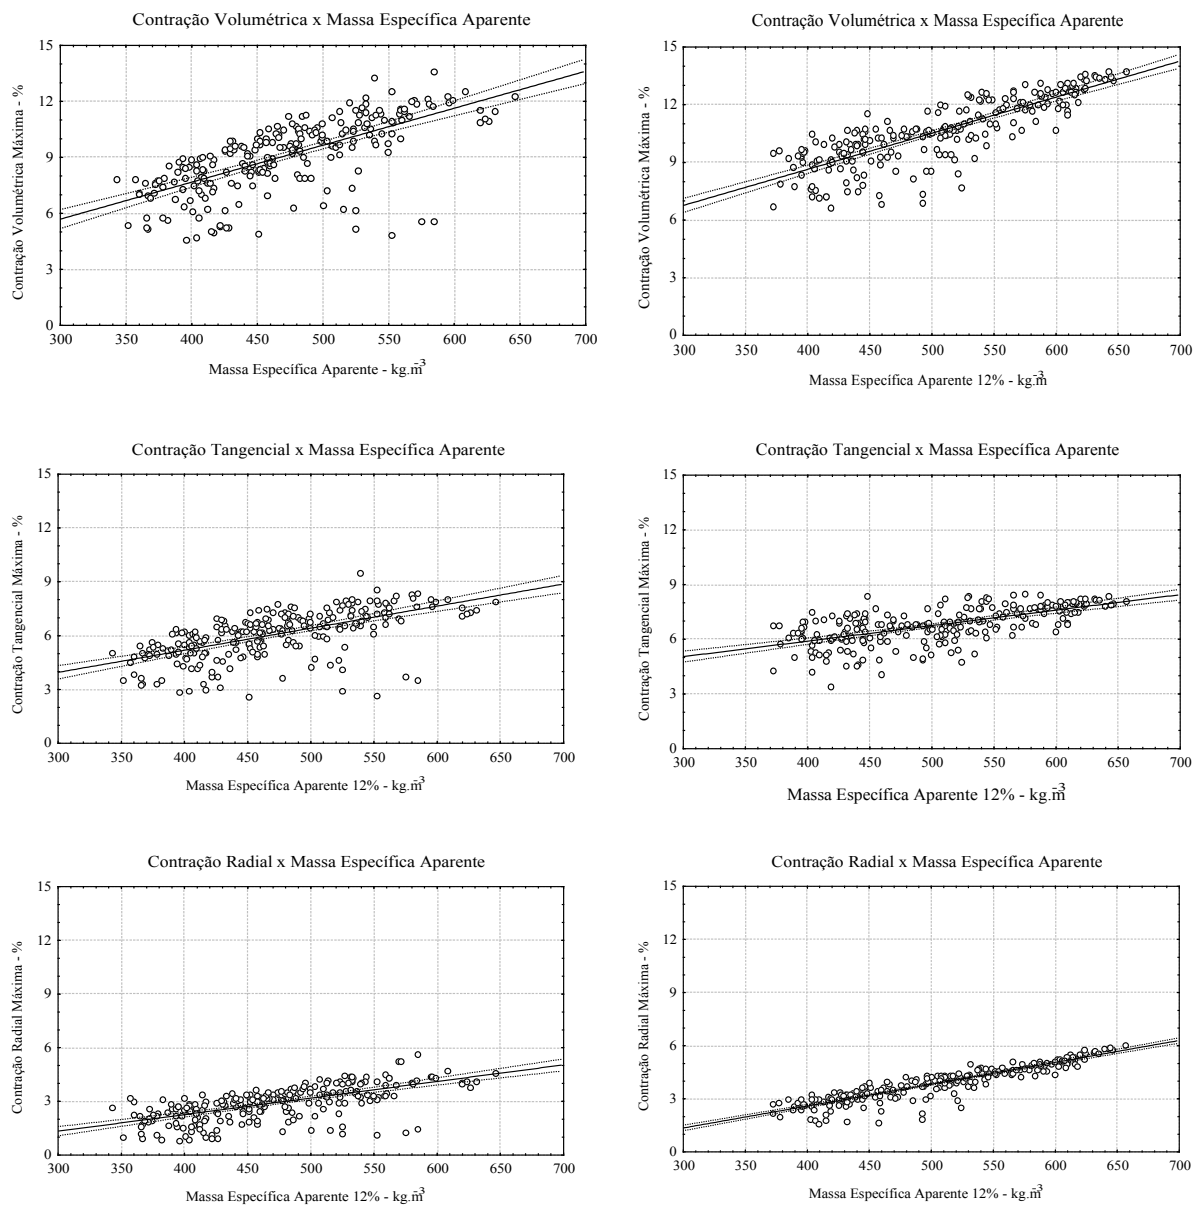 Contração Volumétrica x Massa Específica Aparente
Contração Volumétrica Máxima - %
15
12
9
6
3
0
300 350 400 450 500 550 600 650 700
Massa Específica Aparente - kg.m⁻³
Contração Volumétrica x Massa Específica Aparente
Contração Volumétrica Máxima - %
15
12
9
6
3
0
300 400 500 600 700
Massa Específica Aparente 12% - kg.m⁻³
Contração Tangencial x Massa Específica Aparente
Contração Tangencial Máxima - %
15
12
9
6
3
0
300 350 400 450 500 550 600 650 700
Massa Específica Aparente 12% - kg.m⁻³
Contração Tangencial x Massa Específica Aparente
Contração Tangencial Máxima - %
15
12
9
6
3
0
300 350 400 450 500 550 600 650 700
Massa Específica Aparente 12% - kg.m⁻³
Contração Radial x Massa Específica Aparente
Contração Radial Máxima - %
15
12
9
6
3
0
300 350 400 450 500 550 600 650 700
Massa Específica Aparente 12% - kg.m⁻³
Contração Radial x Massa Específica Aparente
Contração Radial Máxima - %
15
12
9
6
3
0
300 350 400 450 500 550 600 650 700
Massa Específica Aparente 12% - kg.m⁻³